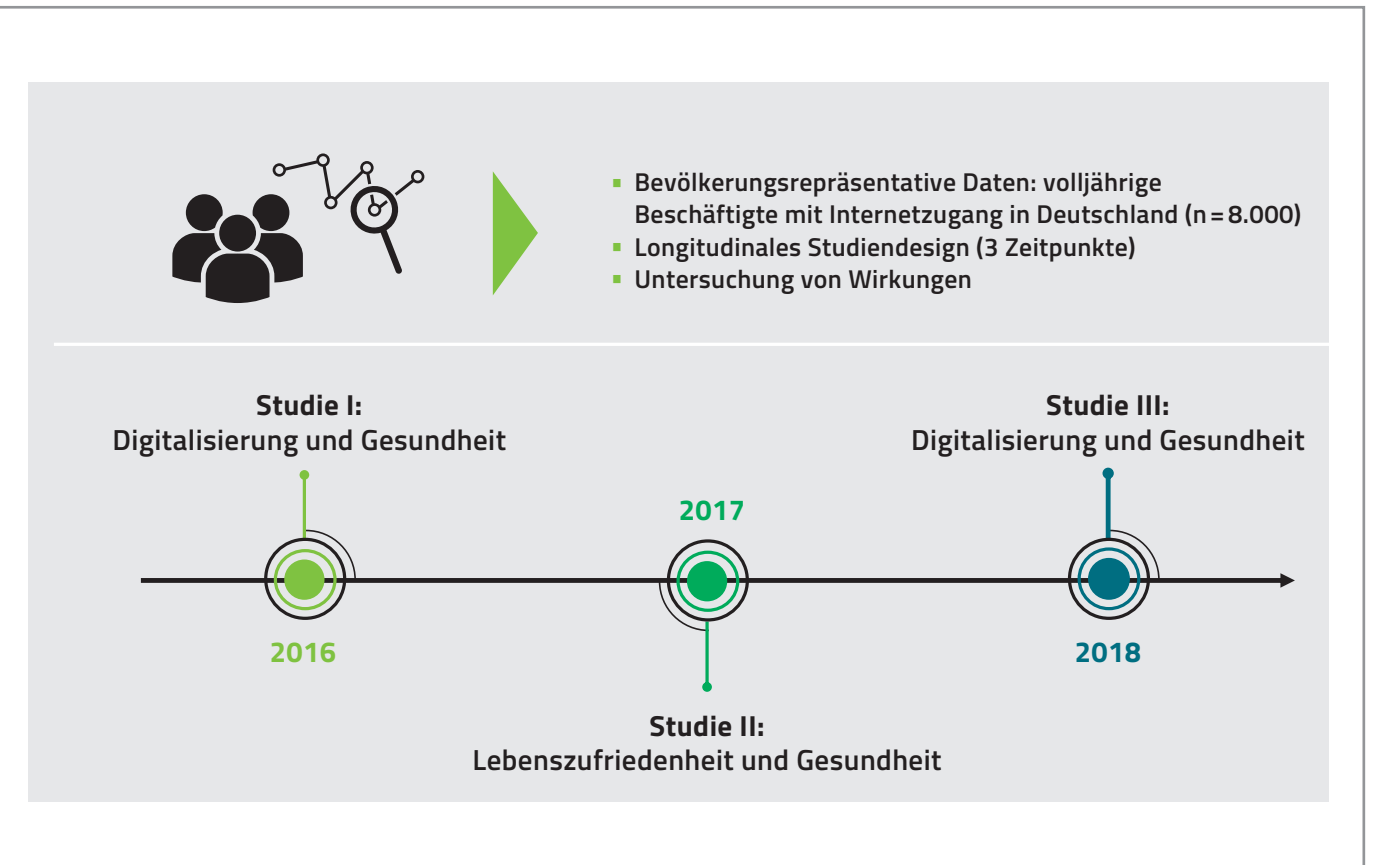 ▪ Bevölkerungsrepräsentative Daten: volljährige
Beschäftigte mit Internetzugang in Deutschland (n = 8.000)
▪ Longitudinales Studiendesign (3 Zeitpunkte)
▪ Untersuchung von Wirkungen
Studie I:
Digitalisierung und Gesundheit
2016
2017
Studie II:
Lebenszufriedenheit und Gesundheit
Studie III:
Digitalisierung und Gesundheit
2018